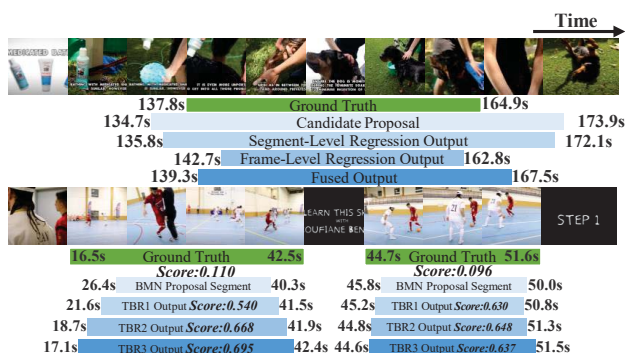 Time
MEDICATED BAT
137.8s Ground Truth 164.9s
134.7s Candidate Proposal 173.9s
135.8s Segment-Level Regression Output 172.1s
142.7s Frame-Level Regression Output 162.8s
139.3s Fused Output 167.5s
LEARN THIS SK
WITH
OUFIANE BEN
STEP 1
16.5s Ground Truth 42.5s 44.7s Ground Truth 51.6s
Score:0.110 Score:0.096
26.4s BMN Proposal Segment 40.3s 45.8s BMN Proposal Segment 50.0s
21.6s TBR1 Output Score:0.540 41.5s 45.2s TBR1 Output Score:0.630 50.8s
18.7s TBR2 Output Score:0.668 41.9s 44.8s TBR2 Output Score:0.648 51.3s
17.1s TBR3 Output Score:0.695 42.4s 44.6s TBR3 Output Score:0.637 51.5s